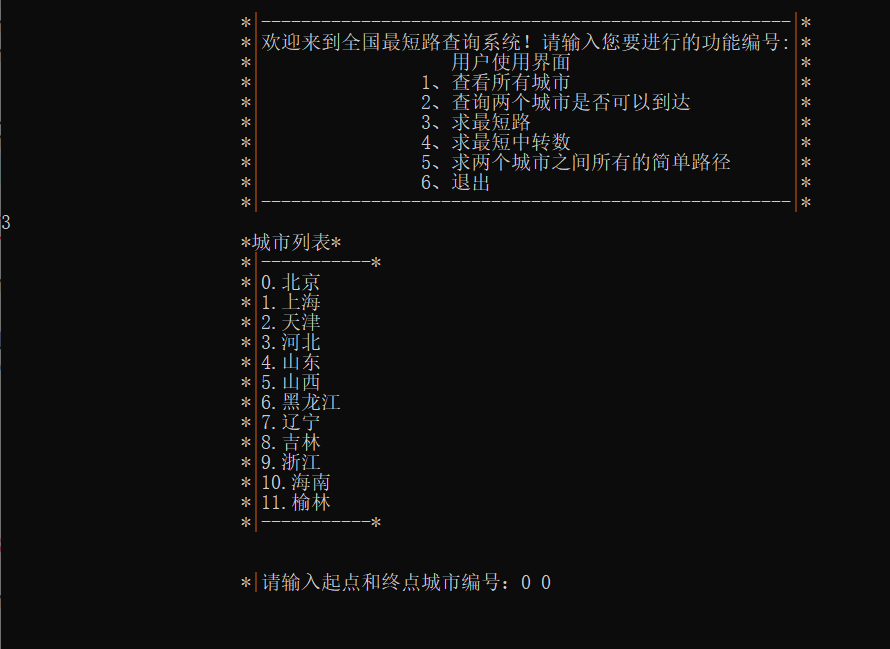 *|-----------------------------------------------------|*
*|欢迎来到全国最短路查询系统！请输入您要进行的功能编号:|*
*|                   用户使用界面                      |*
*|                1、查看所有城市                      |*
*|                2、查询两个城市是否可以到达          |*
*|                3、求最短路                          |*
*|                4、求最短中转数                      |*
*|                5、求两个城市之间所有的简单路径      |*
*|                6、退出                              |*
*|-----------------------------------------------------|*
3
*城市列表*
*|-----------*
*|0.北京
*|1.上海
*|2.天津
*|3.河北
*|4.山东
*|5.山西
*|6.黑龙江
*|7.辽宁
*|8.吉林
*|9.浙江
*|10.海南
*|11.榆林
*|-----------*
*|请输入起点和终点城市编号：0 0